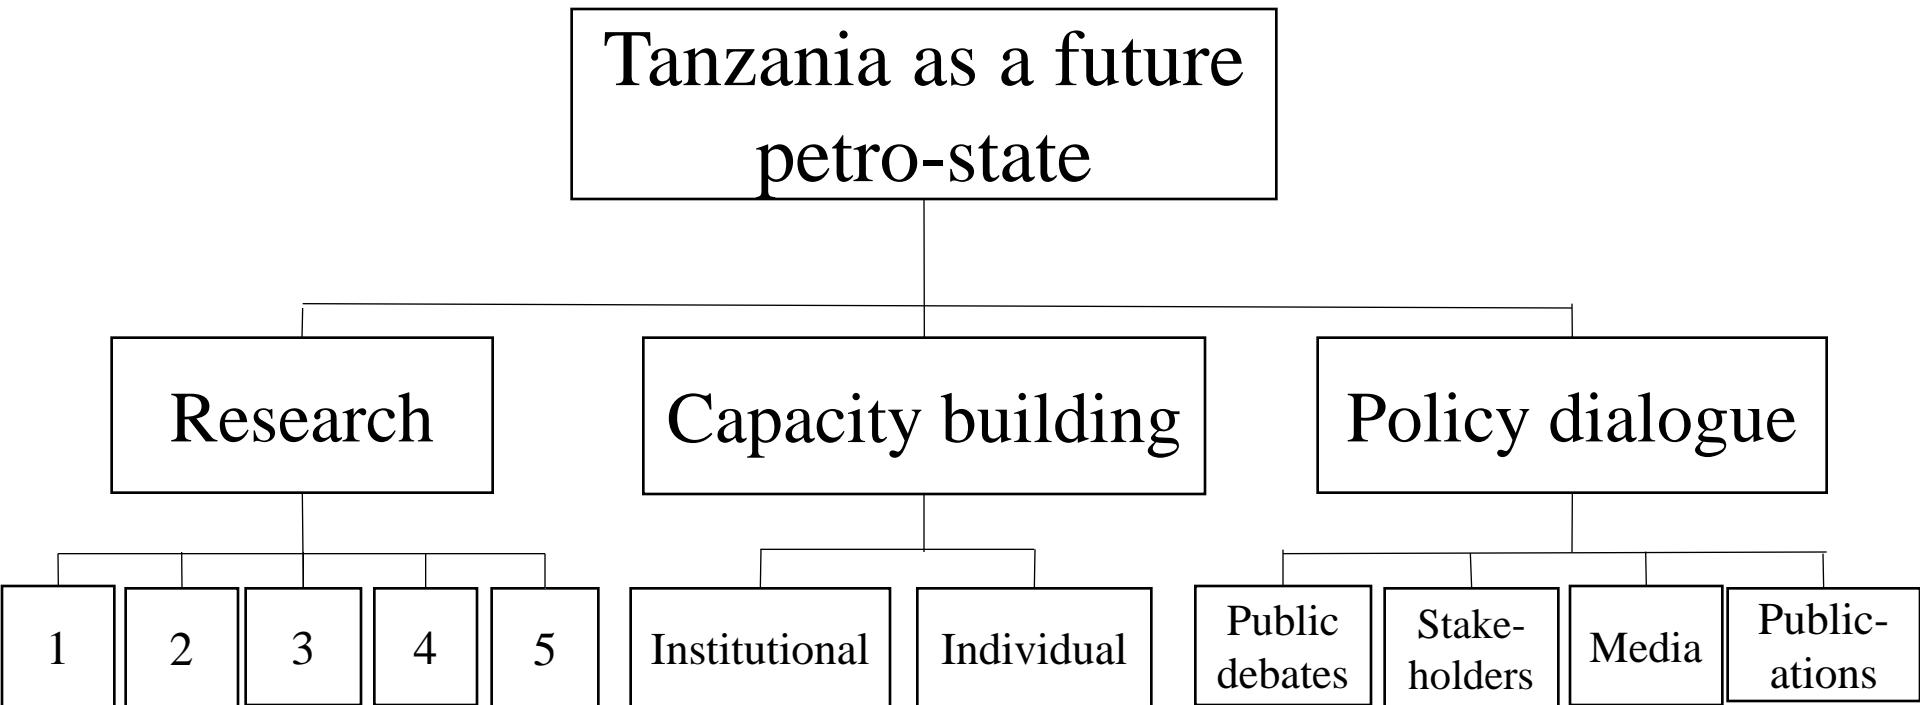 Tanzania as a future
petro-state
Research
Capacity building
Policy dialogue
1
2
3
4
5
Institutional
Individual
Public
debates
Stake-
holders
Media
Public-
ations